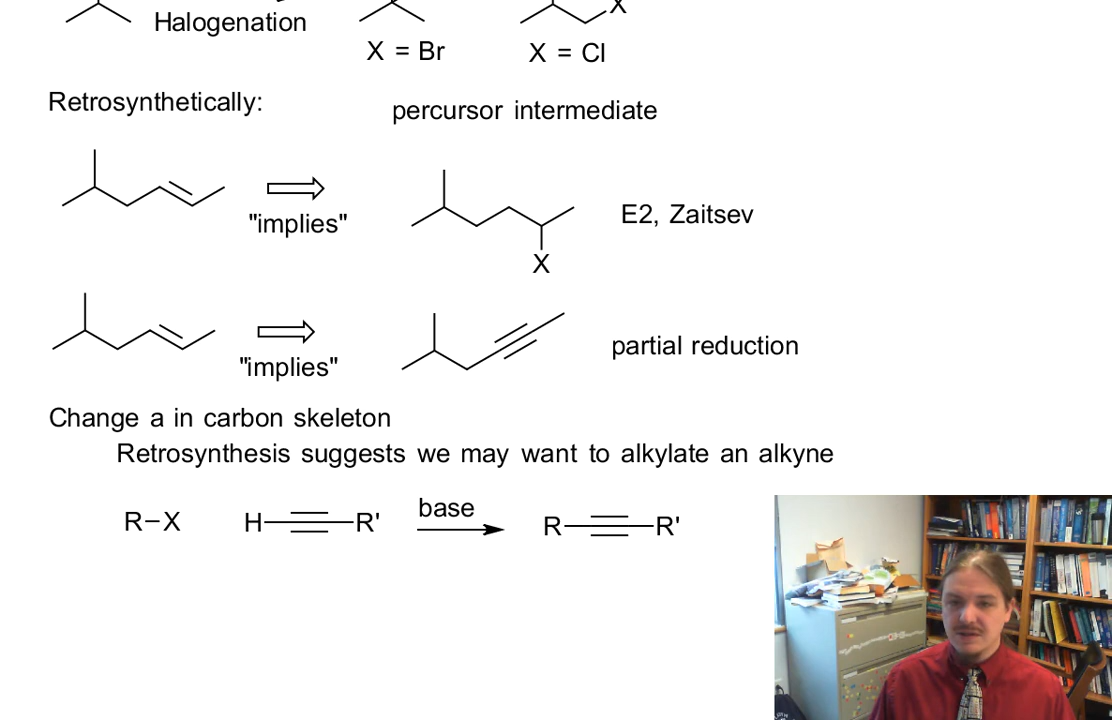 X
Halogenation
X = Br
X = Cl
Retrosynthetically:
percursor intermediate
"implies"
E2, Zaitsev
X
"implies"
partial reduction
Change a in carbon skeleton
Retrosynthesis suggests we may want to alkylate an alkyne
R–X
H
R'
base
R
R'